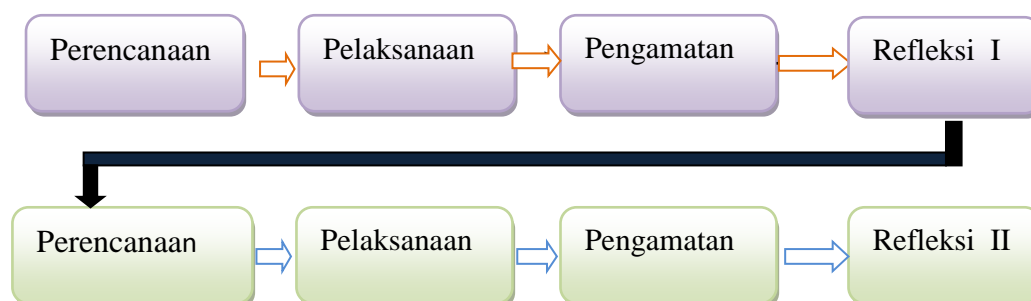 Perencanaan
Pelaksanaan
Pengamatan
Refleksi I
Perencanaan
Pelaksanaan
Pengamatan
Refleksi II